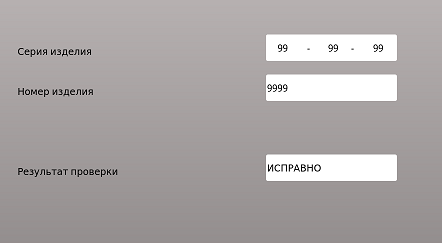 Серия изделия 99 - 99 - 99
Номер изделия 9999
Результат проверки ИСПРАВНО